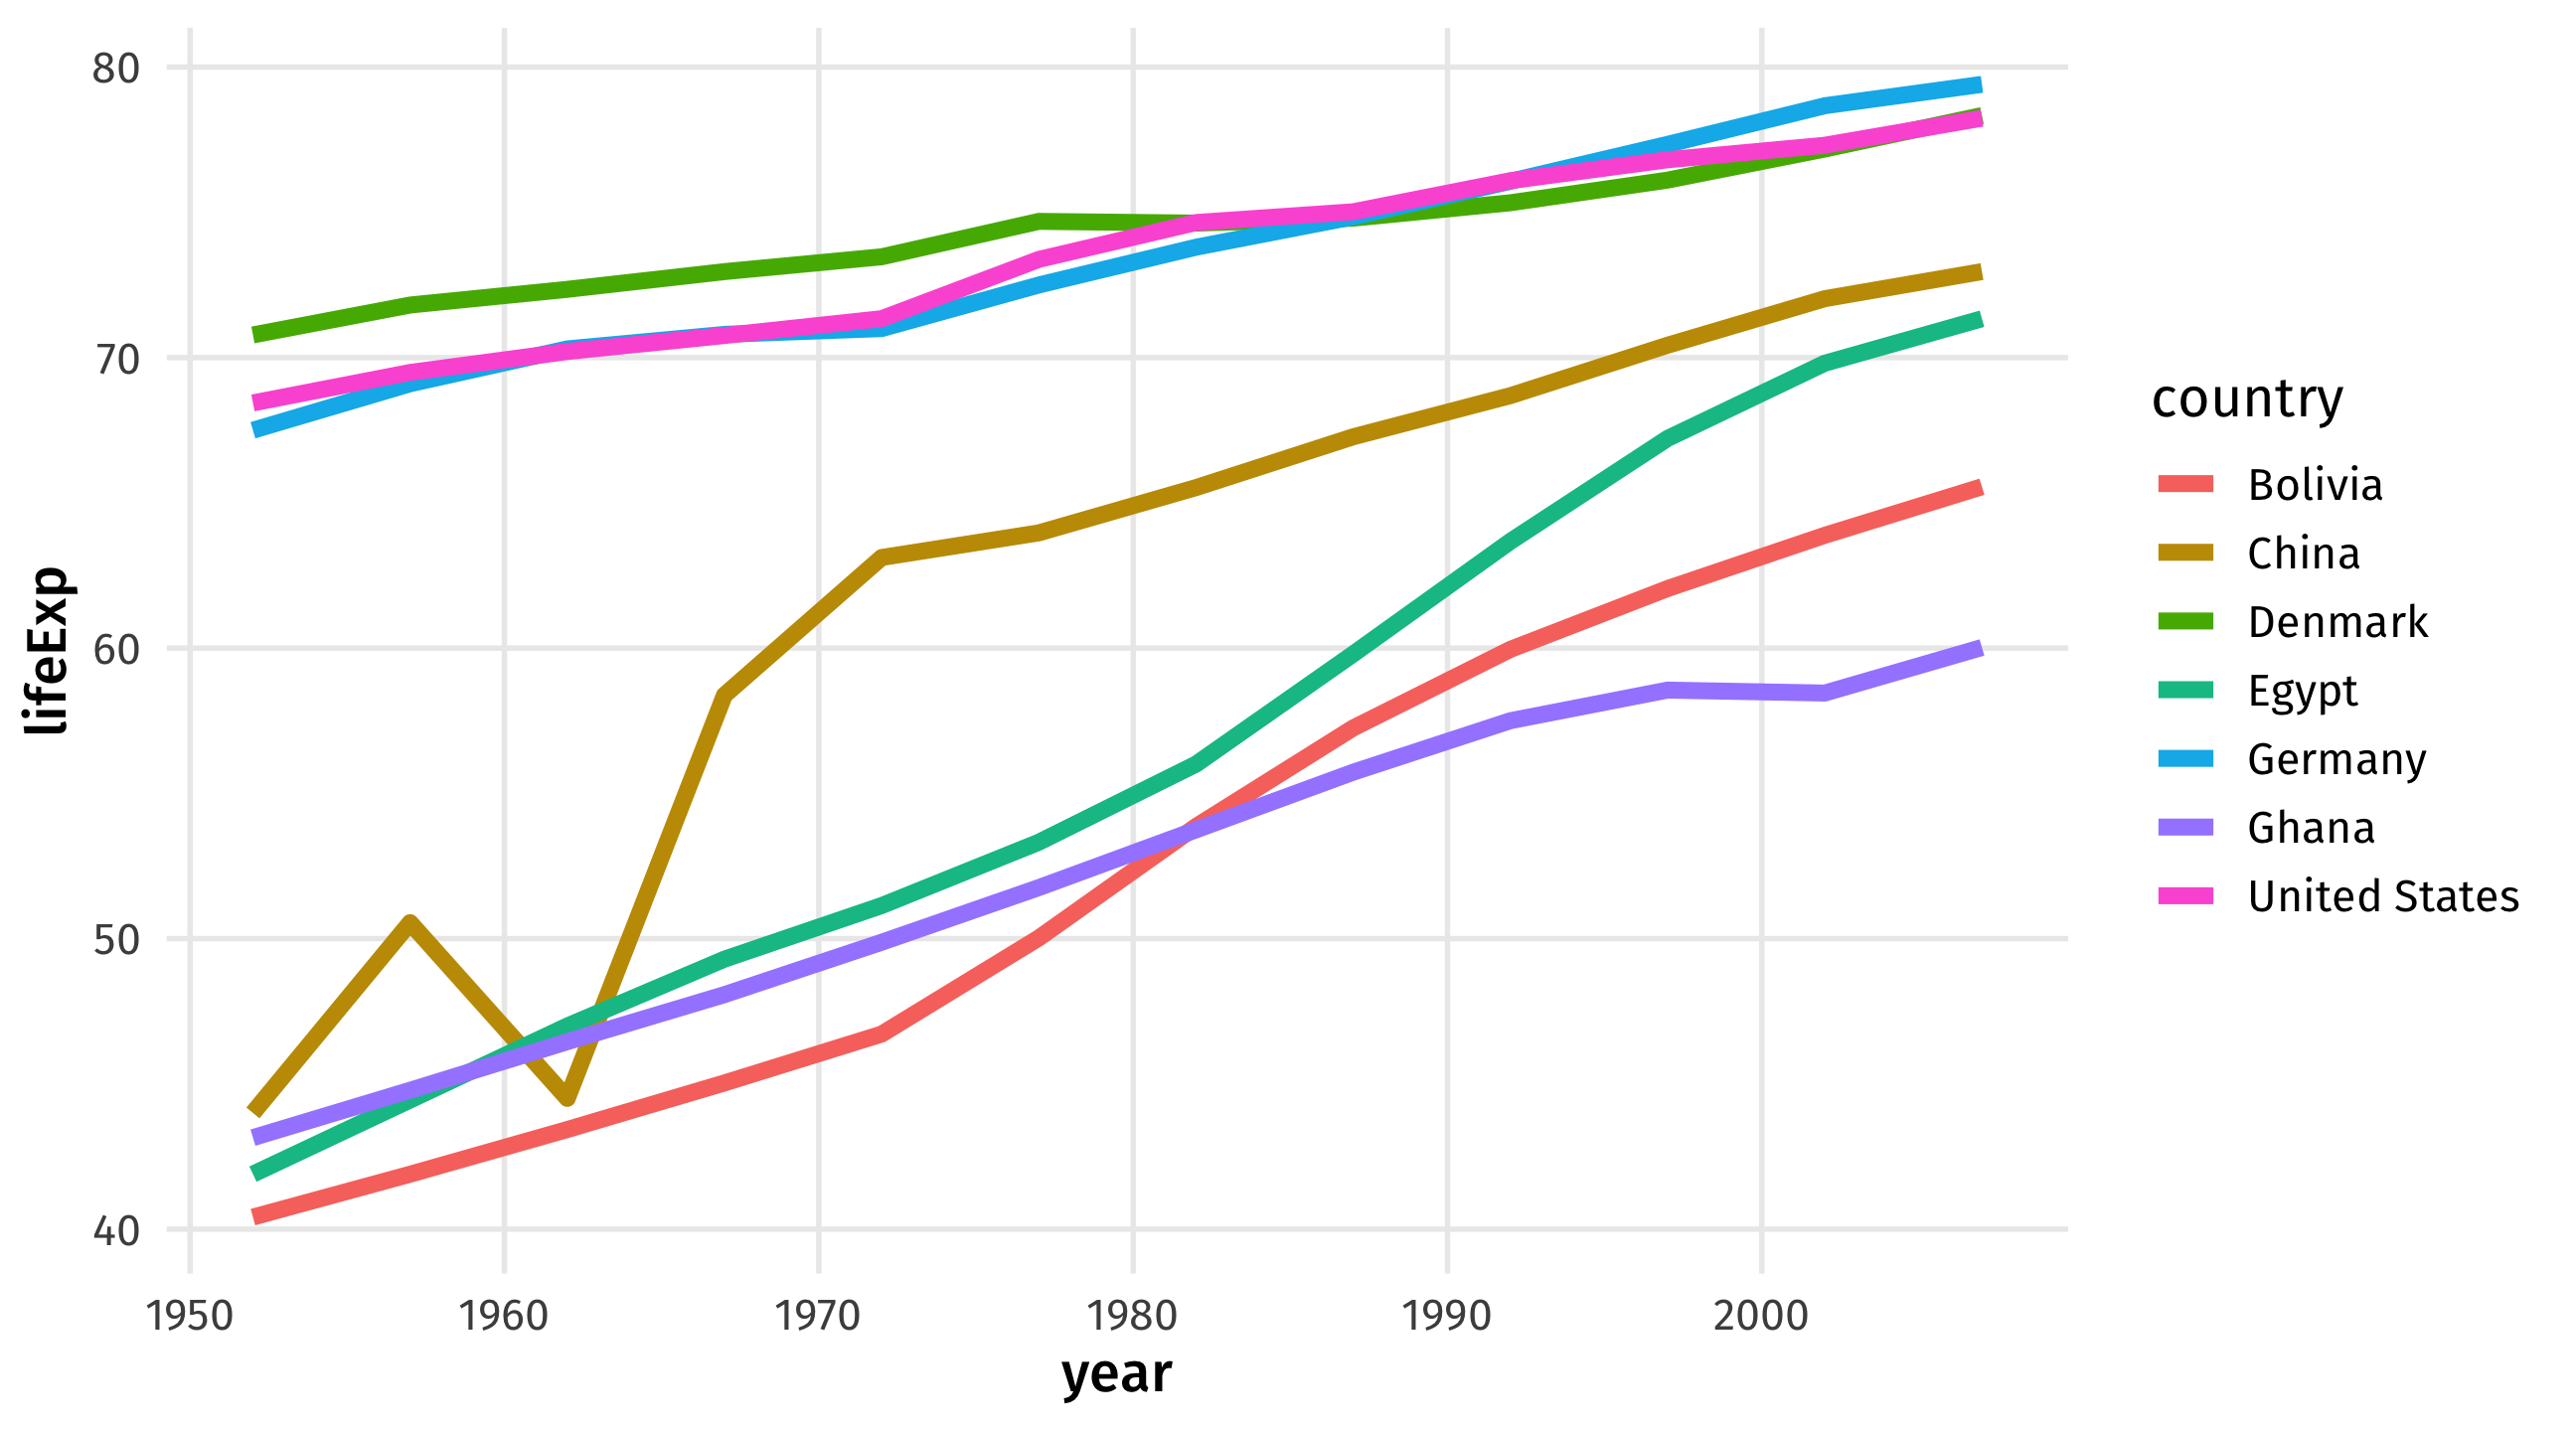 80
70
60
50
40
lifeExp
1950 1960 1970 1980 1990 2000
year
country
Bolivia
China
Denmark
Egypt
Germany
Ghana
United States